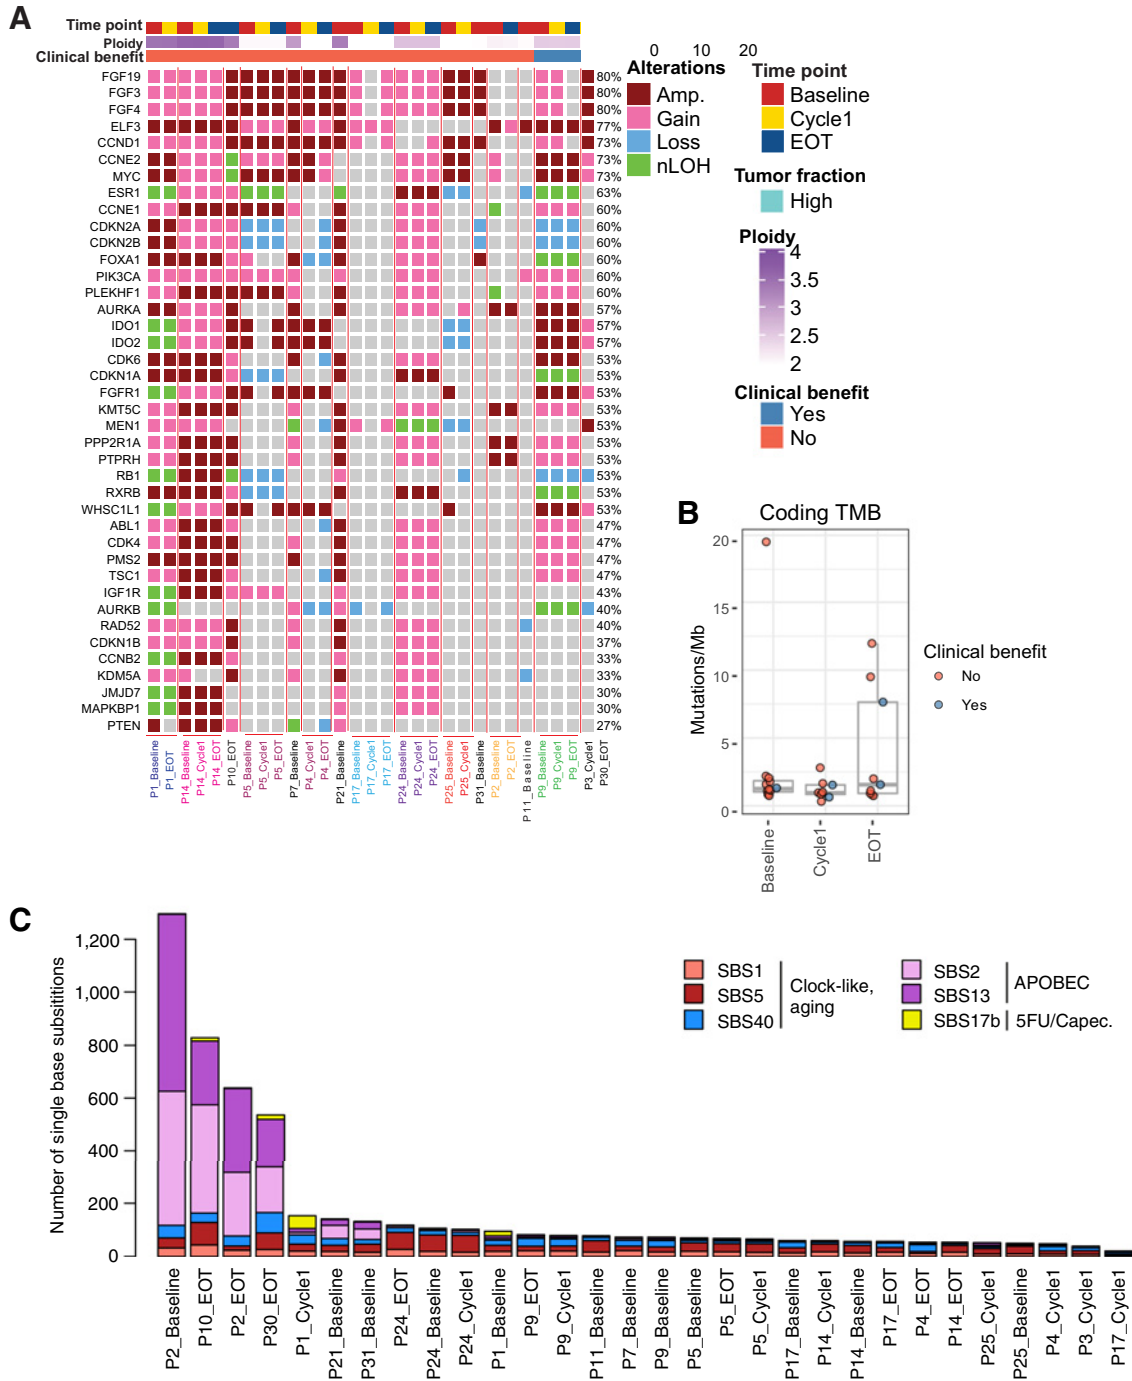 A
Time point
Ploidy
Clinical benefit
FGF19 80%
FGF3 80%
FGF4 80%
ELF3 77%
CCND1 73%
CCNE2 73%
MYC 73%
ESR1 63%
CCNE1 60%
CDKN2A 60%
CDKN2B 60%
FOXA1 60%
PIK3CA 60%
PLEKHF1 60%
AURKA 57%
IDO1 57%
IDO2 57%
CDK6 53%
CDKN1A 53%
FGFR1 53%
KMT5C 53%
MEN1 53%
PPP2R1A 53%
PTPRH 53%
RB1 53%
RXRB 53%
WHSC1L1 53%
ABL1 47%
CDK4 47%
PMS2 47%
TSC1 47%
IGF1R 43%
AURKB 40%
RAD52 40%
CDKN1B 37%
CCNB2 33%
KDM5A 33%
JMJD7 30%
MAPKBP1 30%
PTEN 27%
P1_Baseline
P1_EOT
P14_Baseline
P14_Cycle1
P14_EOT
P10_EOT
P5_Baseline
P5_Cycle1
P5_EOT
P7_Baseline
P4_Cycle1
P4_EOT
P21_Baseline
P17_Baseline
P17_Cycle1
P17_EOT
P24_Baseline
P24_Cycle1
P24_EOT
P25_Baseline
P25_Cycle1
P31_Baseline
P2_Baseline
P2_EOT
P11_Baseline
P9_Baseline
P9_Cycle1
P9_EOT
P3_Cycle1
P30_EOT
0 10 20
Alterations
Amp.
Gain
Loss
nLOH
Time point
Baseline
Cycle1
EOT
Tumor fraction
High
Ploidy
4
3.5
3
2.5
2
Clinical benefit
Yes
No
B
Coding TMB
Mutations/Mb
20
15
10
5
0
Baseline
Cycle1
EOT
Clinical benefit
No
Yes
C
Number of single base subsititions
1,200
1,000
800
600
400
200
0
SBS1
SBS5
SBS40
Clock-like,
aging
SBS2
SBS13
APOBEC
SBS17b
5FU/Capec.
P2_Baseline
P10_EOT
P2_EOT
P30_EOT
P1_Cycle1
P21_Baseline
P31_Baseline
P24_EOT
P24_Baseline
P24_Cycle1
P1_Baseline
P9_EOT
P9_Cycle1
P11_Baseline
P7_Baseline
P9_Baseline
P5_Baseline
P5_EOT
P5_Cycle1
P17_Baseline
P14_Cycle1
P14_Baseline
P17_EOT
P4_EOT
P14_EOT
P25_Cycle1
P25_Baseline
P4_Cycle1
P3_Cycle1
P17_Cycle1